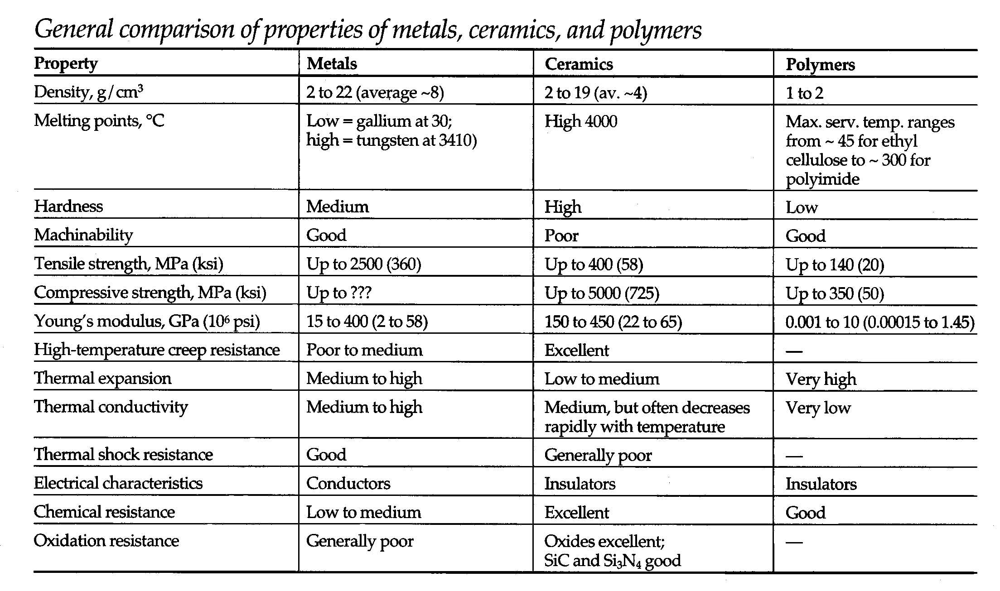 General comparison of properties of metals, ceramics, and polymers
Property Metals Ceramics Polymers
Density, g/cm³ 2 to 22 (average ~8) 2 to 19 (av. ~4) 1 to 2
Melting points, °C Low = gallium at 30; High 4000 Max. serv. temp. ranges
high = tungsten at 3410) from ~ 45 for ethyl
cellulose to ~ 300 for
polyimide
Hardness Medium High Low
Machinability Good Poor Good
Tensile strength, MPa (ksi) Up to 2500 (360) Up to 400 (58) Up to 140 (20)
Compressive strength, MPa (ksi) Up to ??? Up to 5000 (725) Up to 350 (50)
Young's modulus, GPa (10⁶ psi) 15 to 400 (2 to 58) 150 to 450 (22 to 65) 0.001 to 10 (0.00015 to 1.45)
High-temperature creep resistance Poor to medium Excellent —
Thermal expansion Medium to high Low to medium Very high
Thermal conductivity Medium to high Medium, but often decreases Very low
rapidly with temperature
Thermal shock resistance Good Generally poor —
Electrical characteristics Conductors Insulators Insulators
Chemical resistance Low to medium Excellent Good
Oxidation resistance Generally poor Oxides excellent; —
SiC and Si₃N₄ good